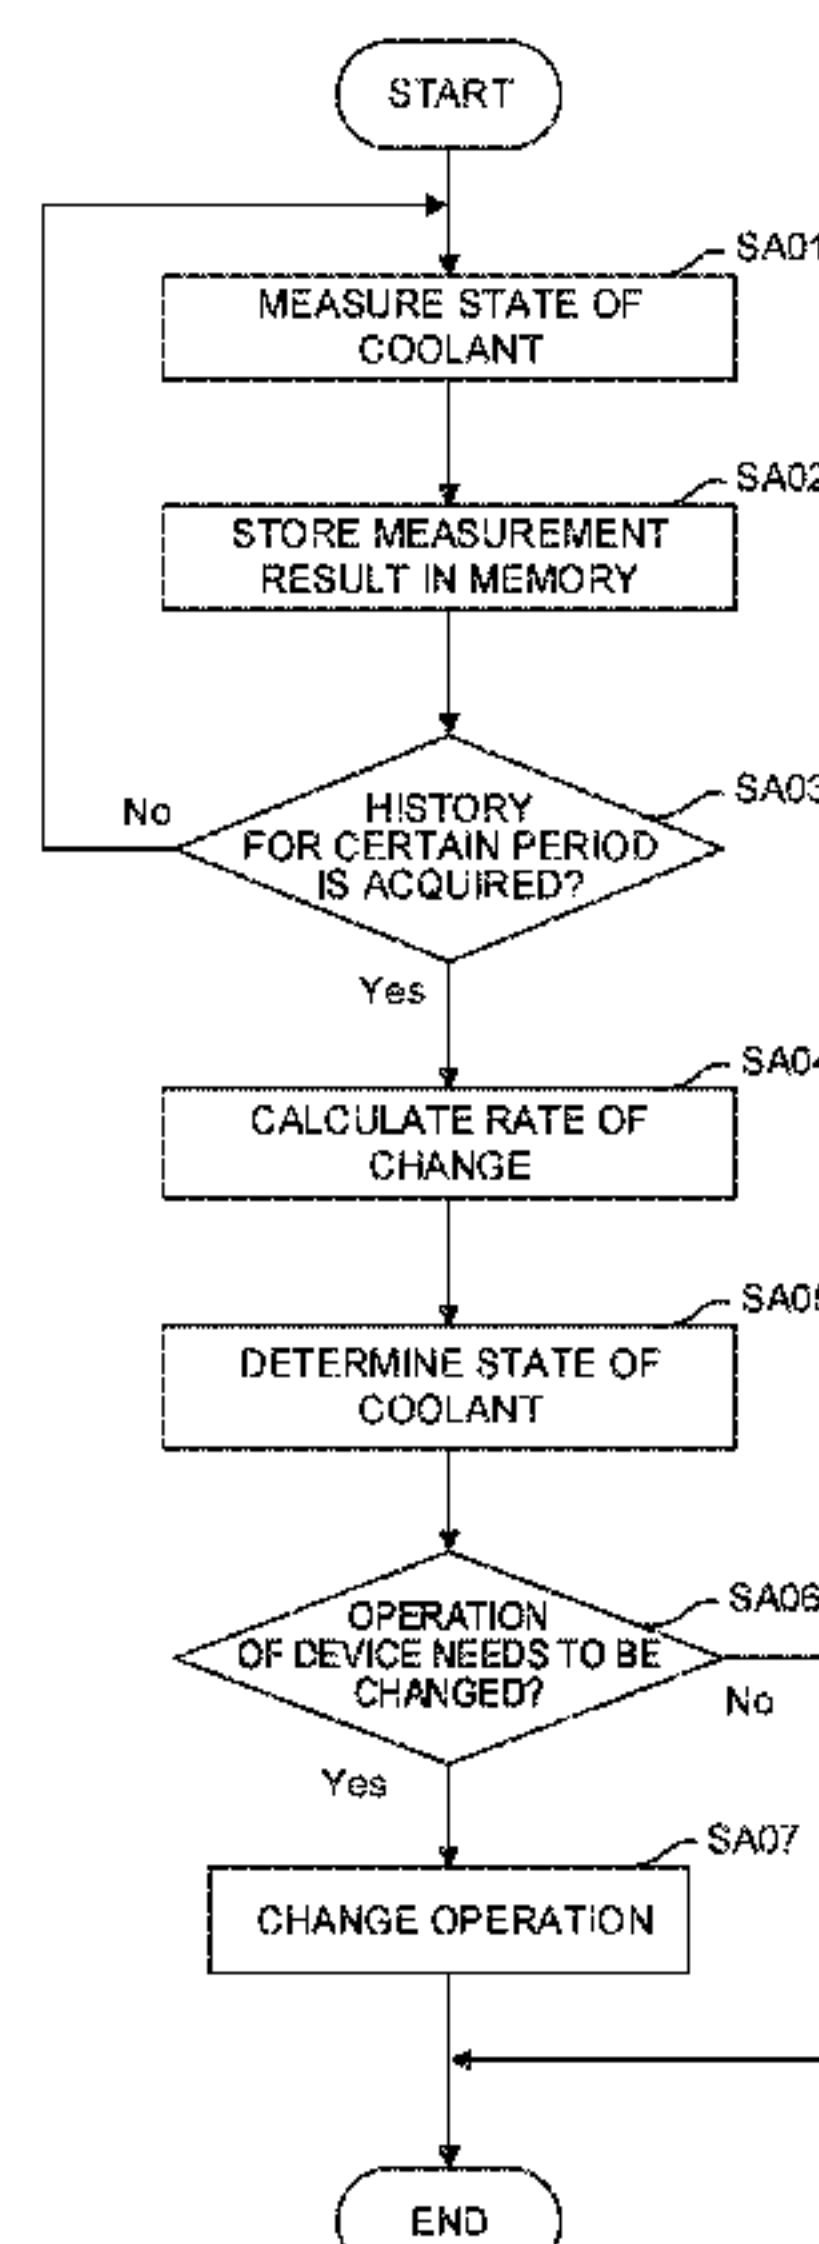 START
SA01
MEASURE STATE OF
COOLANT
SA02
STORE MEASUREMENT
RESULT IN MEMORY
SA03
HISTORY
FOR CERTAIN PERIOD
IS ACQUIRED?
No
Yes
SA04
CALCULATE RATE OF
CHANGE
SA05
DETERMINE STATE OF
COOLANT
SA06
OPERATION
OF DEVICE NEEDS TO BE
CHANGED?
No
Yes
SA07
CHANGE OPERATION
END